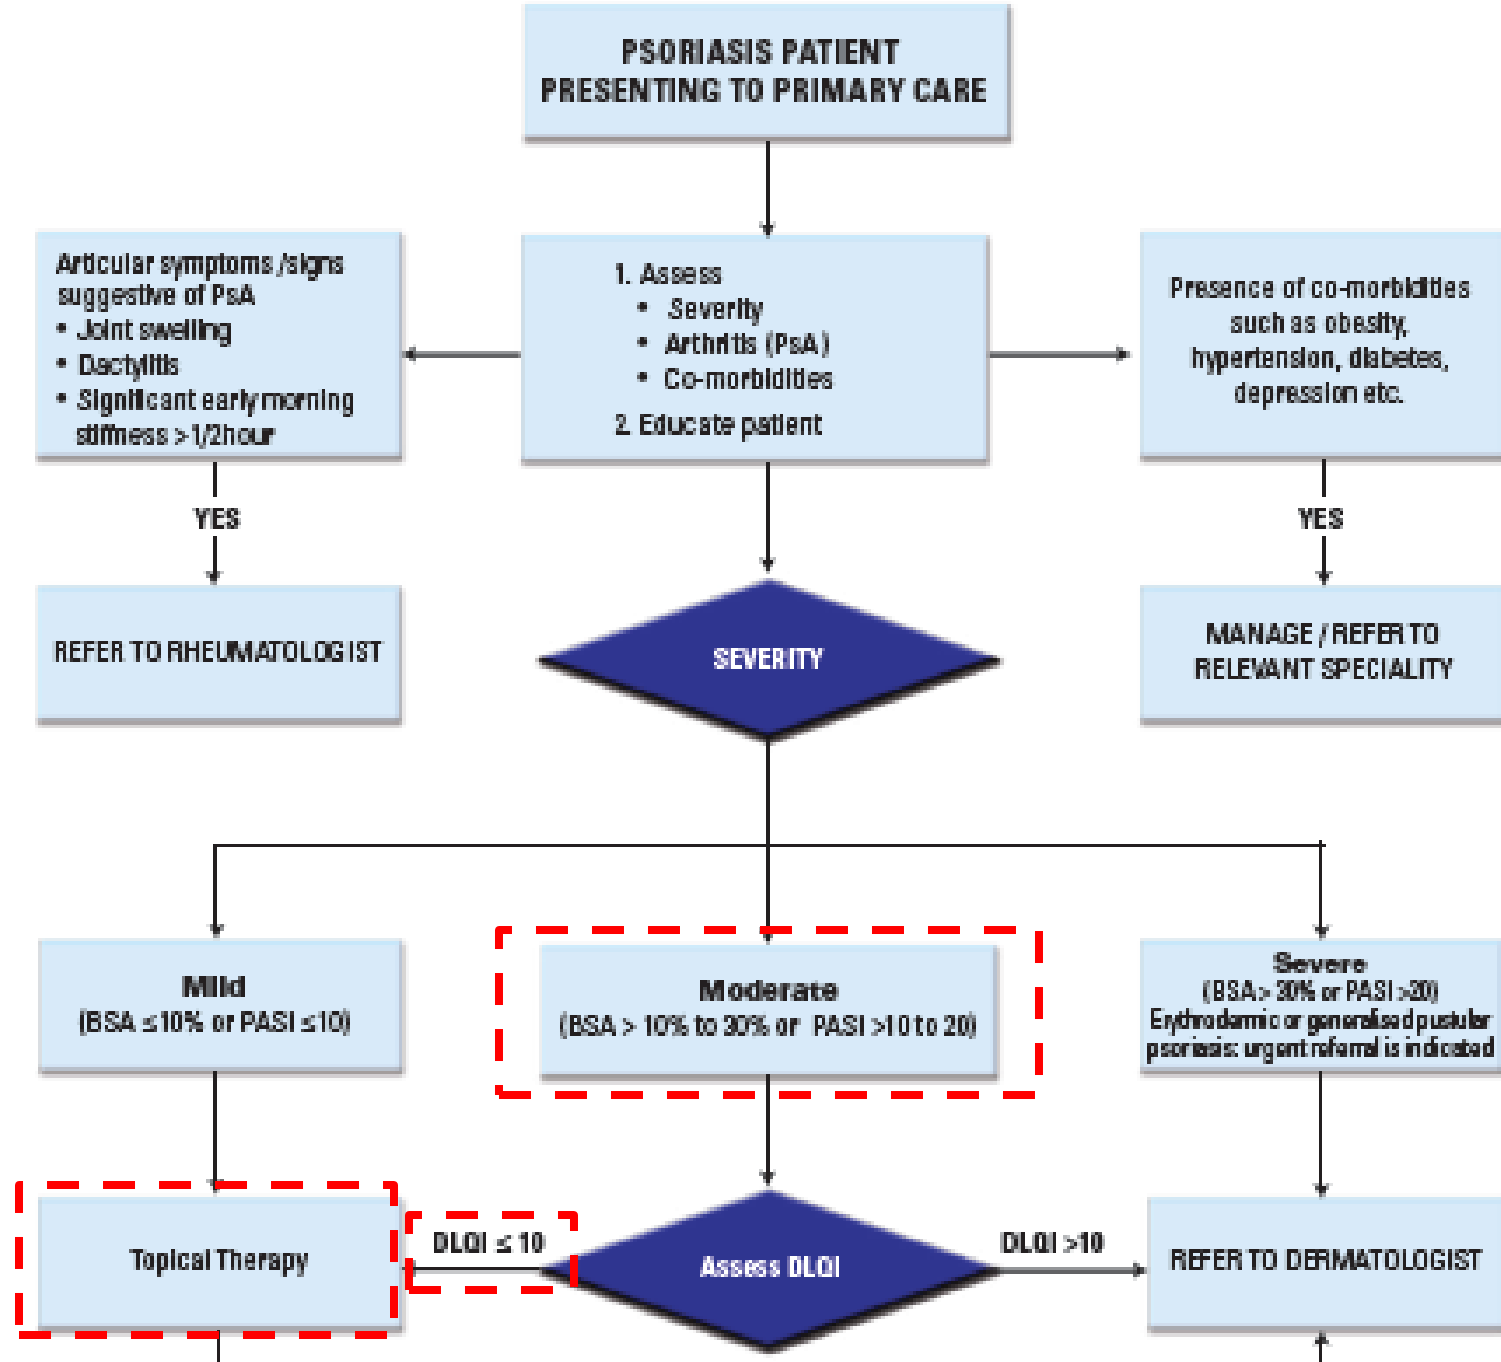 PSORIASIS PATIENT
PRESENTING TO PRIMARY CARE
Articular symptoms /signs
suggestive of PsA
• Joint swelling
• Dactylitis
• Significant early morning
stiffness >1/2hour
1. Assess
• Severity
• Arthritis (PsA)
• Co-morbidities
2. Educate patient
Presence of co-morbidities
such as obesity,
hypertension, diabetes,
depression etc.
YES
YES
REFER TO RHEUMATOLOGIST
SEVERITY
MANAGE / REFER TO
RELEVANT SPECIALITY
Mild
(BSA ≤10% or PASI ≤10)
Moderate
(BSA > 10% to 30% or PASI >10 to 20)
Severe
(BSA> 30% or PASI >20)
Erythrodermic or generalised pustular
psoriasis: urgent referral is indicated
Topical Therapy
DLQI ≤ 10
Assess DLQI
DLQI >10
REFER TO DERMATOLOGIST